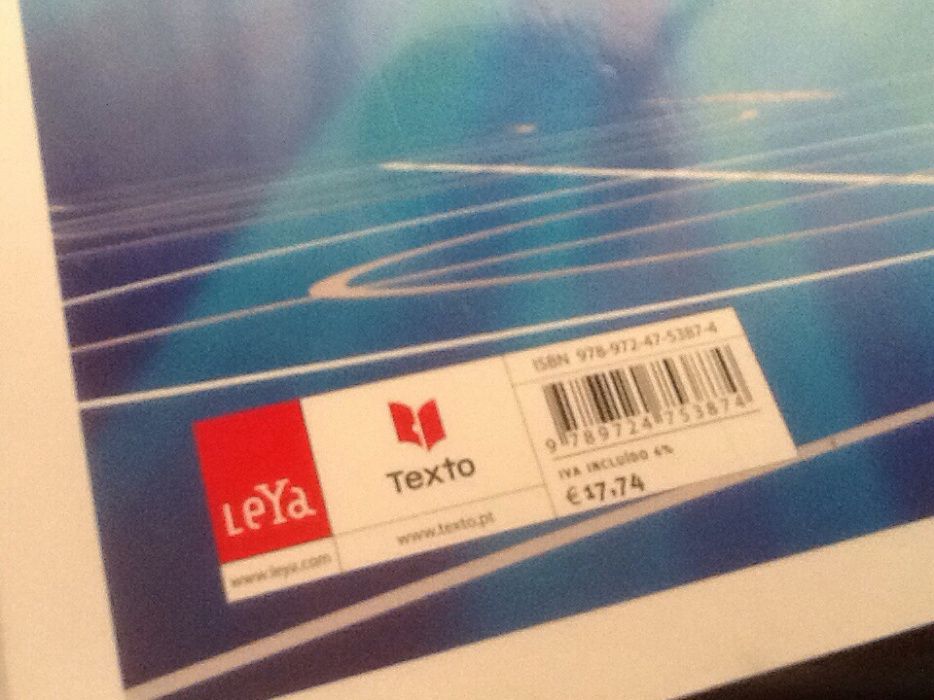 LeYa
www.leya.com
Texto
www.texto.pt
ISBN 978-972-47-5387-4
9 789724 753874
IVA INCLUÍDO 6%
€17,74